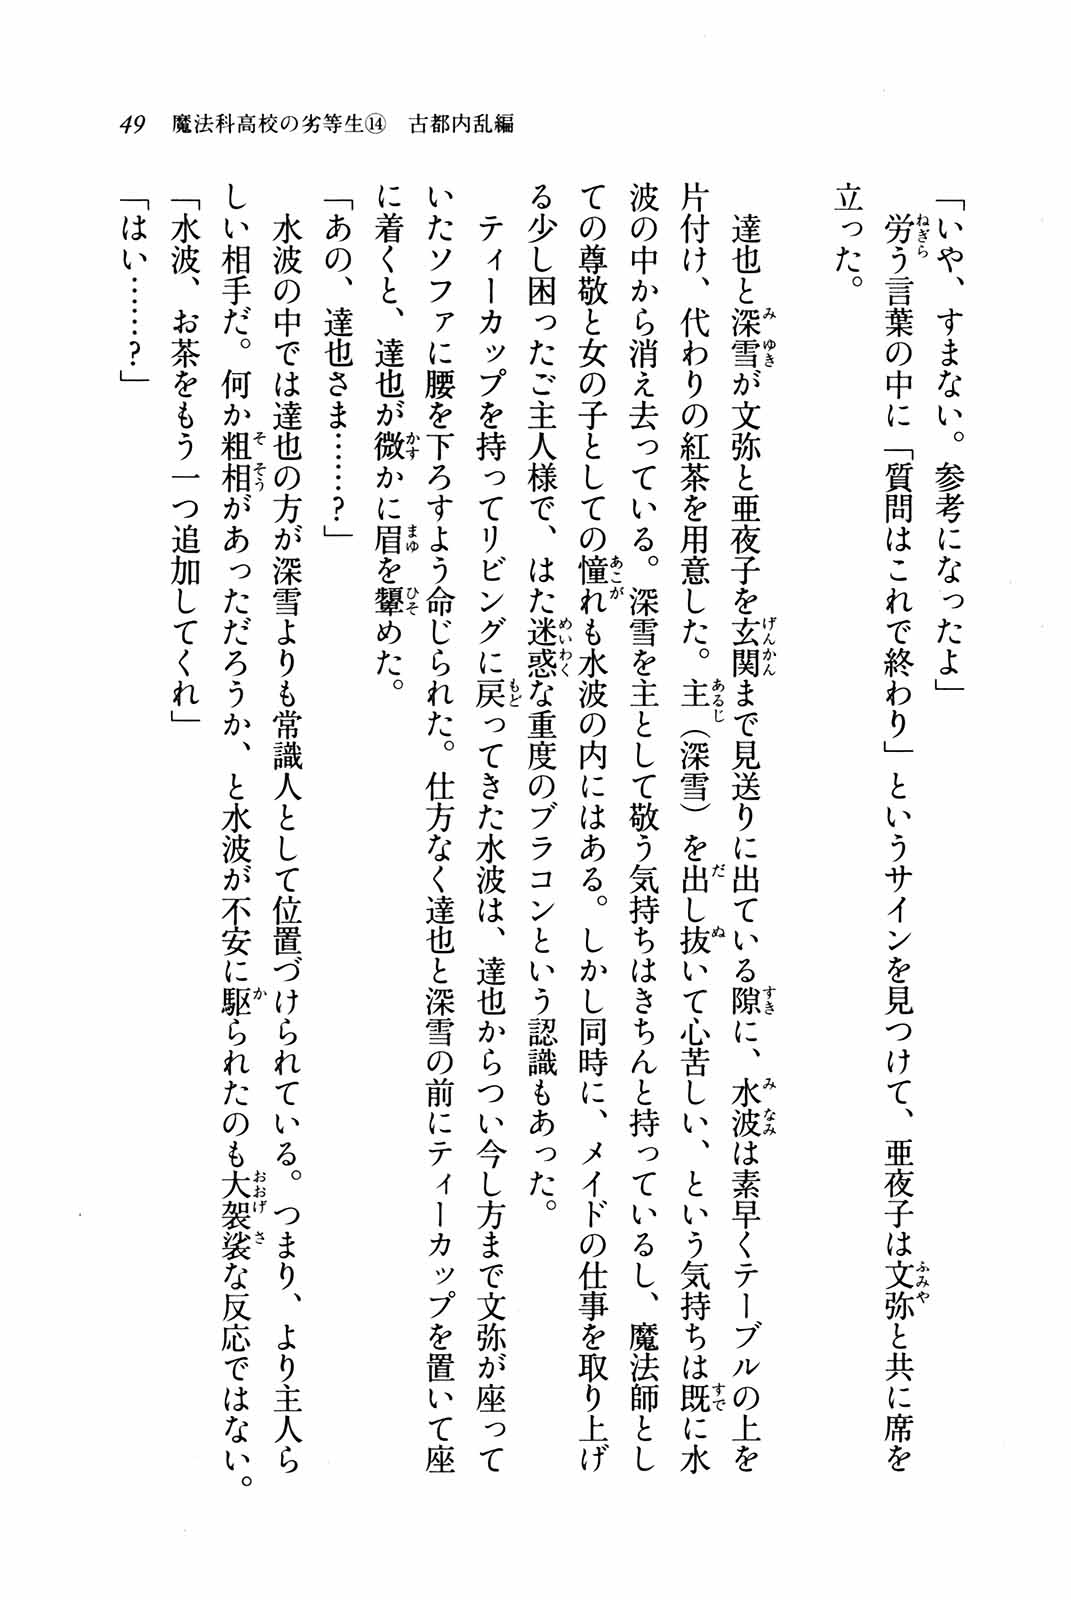 49 魔法科高校の劣等生⑭ 古都内乱編
「いや、すまない。参考になったよ」
労う言葉の中に「質問はこれで終わり」というサインを見つけて、亜夜子は文弥と共に席を
立った。
達也と深雪が文弥と亜夜子を玄関まで見送りに出ている隙に、水波は素早くテーブルの上を
片付け、代わりの紅茶を用意した。主（深雪）を出し抜いて心苦しい、という気持ちは既に水
波の中から消え去っている。深雪を主として敬う気持ちはきちんと持っているし、魔法師とし
ての尊敬と女の子としての憧れも水波の内にはある。しかし同時に、メイドの仕事を取り上げ
る少し困ったご主人様で、はた迷惑な重度のブラコンという認識もあった。
ティーカップを持ってリビングに戻ってきた水波は、達也からつい今し方まで文弥が座って
いたソファに腰を下ろすよう命じられた。仕方なく達也と深雪の前にティーカップを置いて座
に着くと、達也が微かに眉を顰めた。
「あの、達也さま……？」
水波の中では達也の方が深雪よりも常識人として位置づけられている。つまり、より主人ら
しい相手だ。何か粗相があっただろうか、と水波が不安に駆られたのも大袈裟な反応ではない。
「水波、お茶をもう一つ追加してくれ」
「はい……？」